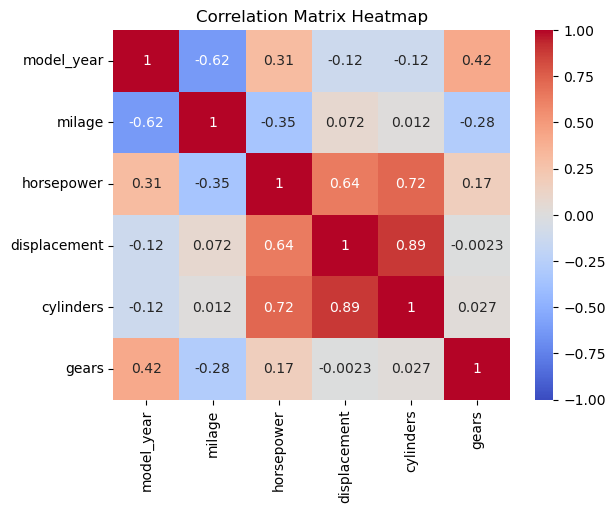 Correlation Matrix Heatmap
model_year 1 -0.62 0.31 -0.12 -0.12 0.42
milage -0.62 1 -0.35 0.072 0.012 -0.28
horsepower 0.31 -0.35 1 0.64 0.72 0.17
displacement -0.12 0.072 0.64 1 0.89 -0.0023
cylinders -0.12 0.012 0.72 0.89 1 0.027
gears 0.42 -0.28 0.17 -0.0023 0.027 1
model_year
milage
horsepower
displacement
cylinders
gears
1.00
0.75
0.50
0.25
0.00
−0.25
−0.50
−0.75
−1.00